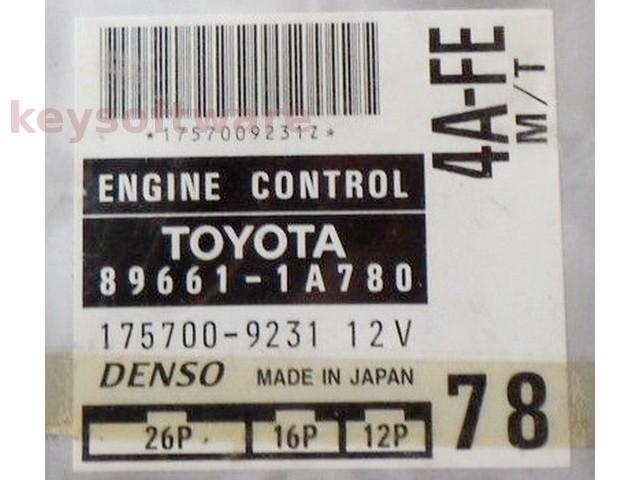 keysoftware
*1757009231Z*
4A-FE
M/T
ENGINE CONTROL
TOYOTA
89661-1A780
175700-9231 12V
DENSO MADE IN JAPAN
78
26P 16P 12P